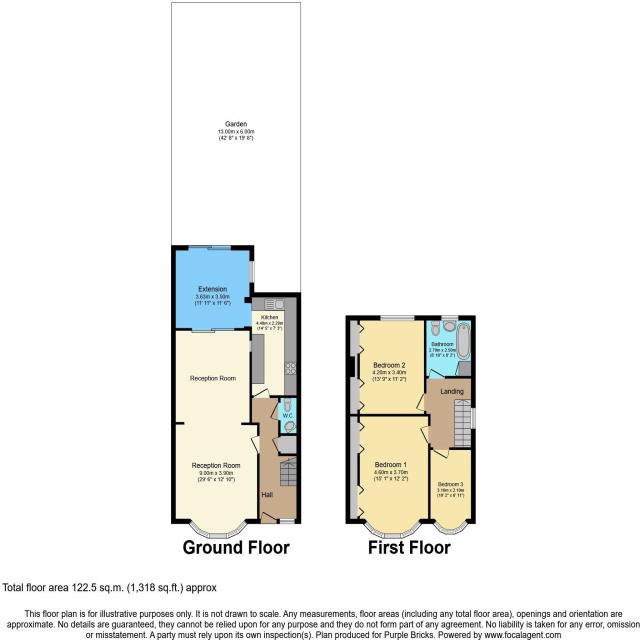 Garden
13.00m x 6.00m
(42' 8" x 19' 8")
Extension
3.63m x 3.50m
(11' 11" x 11' 6")
Kitchen
4.40m x 2.20m
(14' 5" x 7' 3")
Reception Room
W.C.
Reception Room
9.00m x 3.90m
(29' 6" x 12' 10")
Hall
Ground Floor
Bathroom
2.70m x 2.50m
(8' 10" x 8' 2")
Bedroom 2
4.20m x 3.40m
(13' 9" x 11' 2")
Landing
Bedroom 1
4.60m x 3.70m
(15' 1" x 12' 2")
Bedroom 3
3.10m x 2.10m
(10' 2" x 6' 11")
First Floor
Total floor area 122.5 sq.m. (1,318 sq.ft.) approx
This floor plan is for illustrative purposes only. It is not drawn to scale. Any measurements, floor areas (including any total floor area), openings and orientation are
approximate. No details are guaranteed, they cannot be relied upon for any purpose and they do not form part of any agreement. No liability is taken for any error, omission
or misstatement. A party must rely upon its own inspection(s). Plan produced for Purple Bricks. Powered by www.focalagent.com